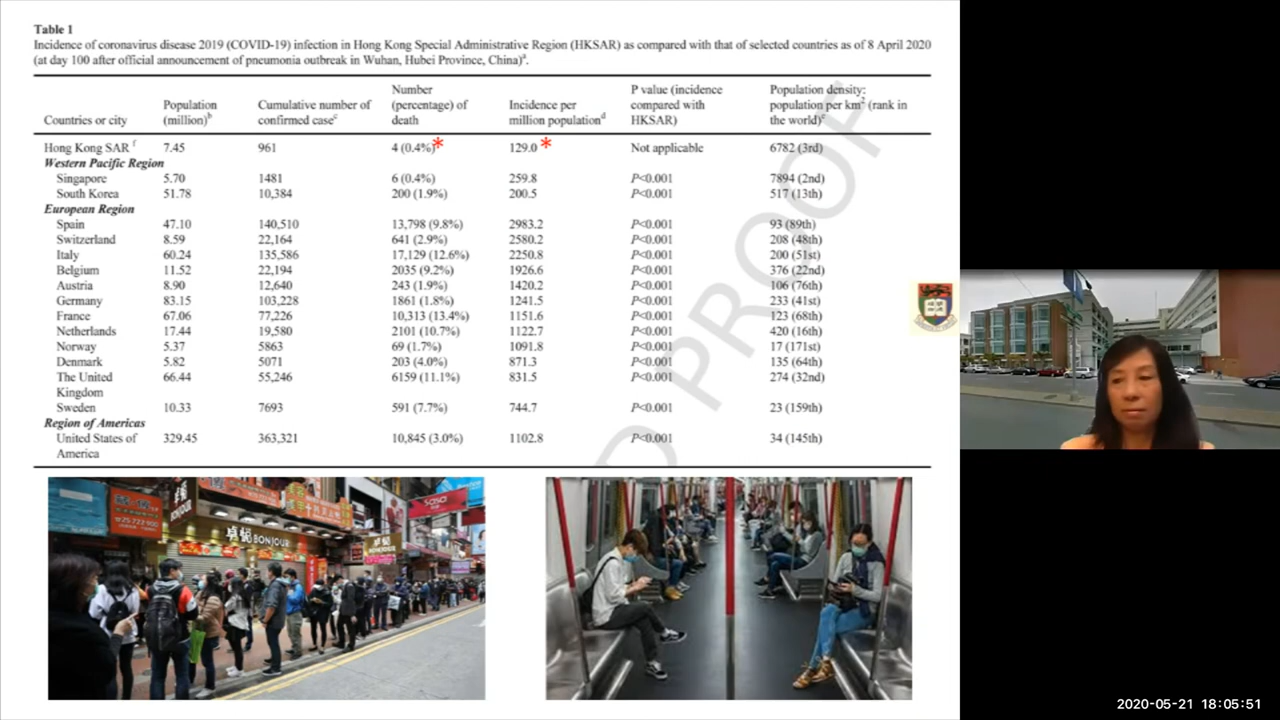 Table 1
Incidence of coronavirus disease 2019 (COVID-19) infection in Hong Kong Special Administrative Region (HKSAR) as compared with that of selected countries as of 8 April 2020
(at day 100 after official announcement of pneumonia outbreak in Wuhan, Hubei Province, China)ª.
Countries or city Population (million)ᵇ Cumulative number of confirmed caseᶜ Number (percentage) of death Incidence per million populationᵈ P value (incidence compared with HKSAR) Population density: population per km² (rank in the world)ᵉ
Hong Kong SAR ᶠ 7.45 961 4 (0.4%)* 129.0 * Not applicable 6782 (3rd)
Western Pacific Region
Singapore 5.70 1481 6 (0.4%) 259.8 P<0.001 7894 (2nd)
South Korea 51.78 10,384 200 (1.9%) 200.5 P<0.001 517 (13th)
European Region
Spain 47.10 140,510 13,798 (9.8%) 2983.2 P<0.001 93 (89th)
Switzerland 8.59 22,164 641 (2.9%) 2580.2 P<0.001 208 (48th)
Italy 60.24 135,586 17,129 (12.6%) 2250.8 P<0.001 200 (51st)
Belgium 11.52 22,194 2035 (9.2%) 1926.6 P<0.001 376 (22nd)
Austria 8.90 12,640 243 (1.9%) 1420.2 P<0.001 106 (76th)
Germany 83.15 103,228 1861 (1.8%) 1241.5 P<0.001 233 (41st)
France 67.06 77,226 10,313 (13.4%) 1151.6 P<0.001 123 (68th)
Netherlands 17.44 19,580 2101 (10.7%) 1122.7 P<0.001 420 (16th)
Norway 5.37 5863 69 (1.7%) 1091.8 P<0.001 17 (171st)
Denmark 5.82 5071 203 (4.0%) 871.3 P<0.001 135 (64th)
The United Kingdom 66.44 55,246 6159 (11.1%) 831.5 P<0.001 274 (32nd)
Sweden 10.33 7693 591 (7.7%) 744.7 P<0.001 23 (159th)
Region of Americas
United States of America 329.45 363,321 10,845 (3.0%) 1102.8 P<0.001 34 (145th)
D PROOF
卓悅 BONJOUR
BONJOUR
sasa
2020-05-21 18:05:51